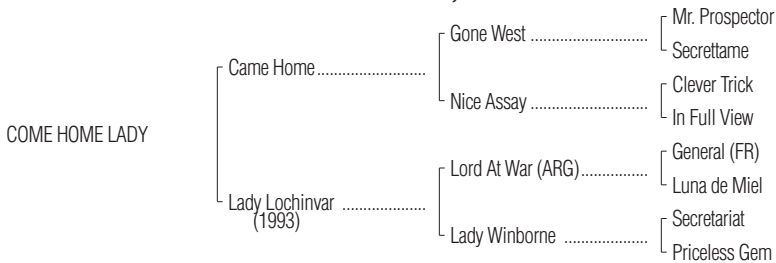 Mr. Prospector
Gone West ......................
Secrettame
Came Home ......................
Clever Trick
Nice Assay ......................
In Full View
COME HOME LADY
General (FR)
Lord At War (ARG) .................
Luna de Miel
Lady Lochinvar .....................
(1993)
Secretariat
Lady Winborne .....................
Priceless Gem